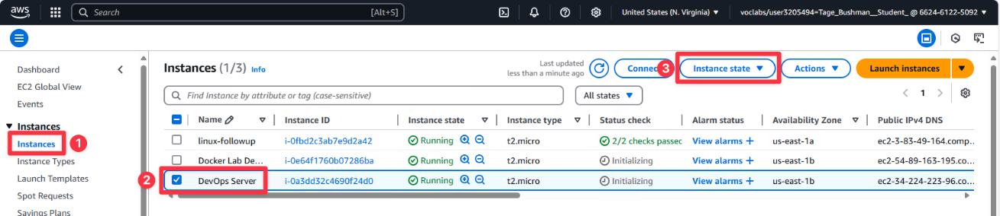 aws
Search [Alt+S]
United States (N. Virginia) ▼
voclabs/user3205494=Tage_Bushman__Student_ @ 6624-6122-5092 ▼
Dashboard
EC2 Global View
Events
▼ Instances
Instances 1
Instance Types
Launch Templates
Spot Requests
Savings Plans
Instances (1/3) Info
Last updated
less than a minute ago
Connect
3
Instance state ▼
Actions ▼
Launch instances ▼
Find Instance by attribute or tag (case-sensitive)
All states ▼
< 1 >
Name
Instance ID
Instance state
Instance type
Status check
Alarm status
Availability Zone
Public IPv4 DNS
linux-followup i-0fbd2c3ab7e9d2a42 Running t2.micro 2/2 checks passec View alarms + us-east-1a ec2-3-83-49-164.comp...
Docker Lab De... i-0e64f1760b07286ba Running t2.micro Initializing View alarms + us-east-1b ec2-54-89-163-195.co...
2 DevOps Server i-0a3dd32c4690f24d0 Running t2.micro Initializing View alarms + us-east-1b ec2-34-224-223-96.co...